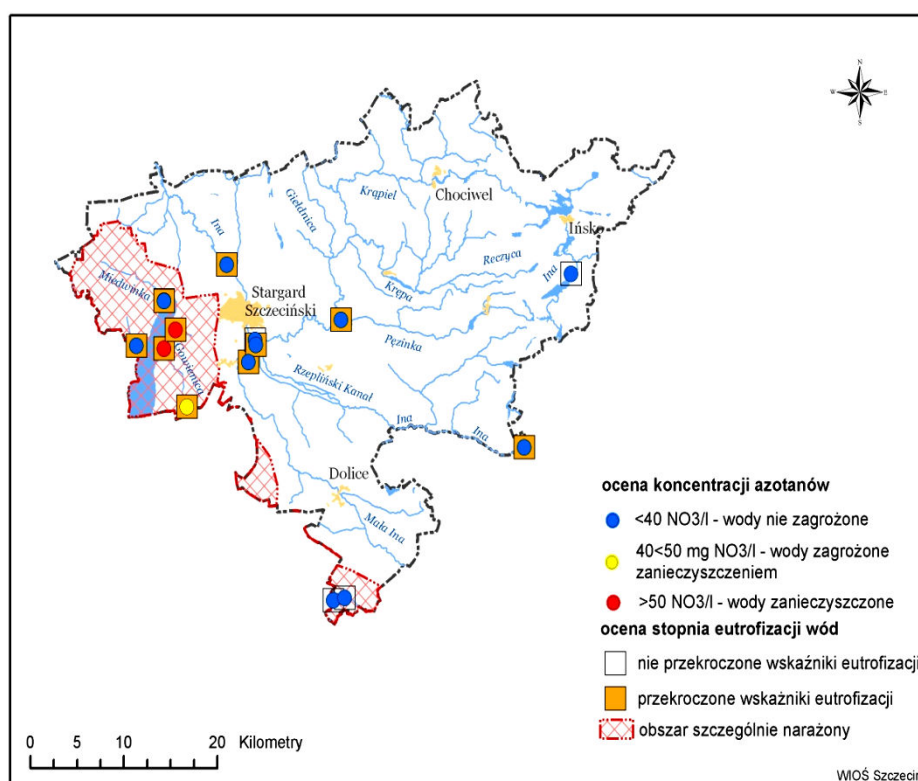 N
W E
S
Chociwel
Krąpiel
Giełdnica
Ina
Ińsko
Reczyca
Ina
Miedwinka
Krępa
Stargard
Szczeciński
Pęzinka
Gowienica
Rzepliński Kanał
Ina
Ina
Dolice
Mała Ina
ocena koncentracji azotanów
<40 NO3/l - wody nie zagrożone
40<50 mg NO3/l - wody zagrożone
zanieczyszczeniem
>50 NO3/l - wody zanieczyszczone
ocena stopnia eutrofizacji wód
nie przekroczone wskaźniki eutrofizacji
przekroczone wskaźniki eutrofizacji
obszar szczególnie narażony
0 5 10 20 Kilometry
WIOŚ Szczecin